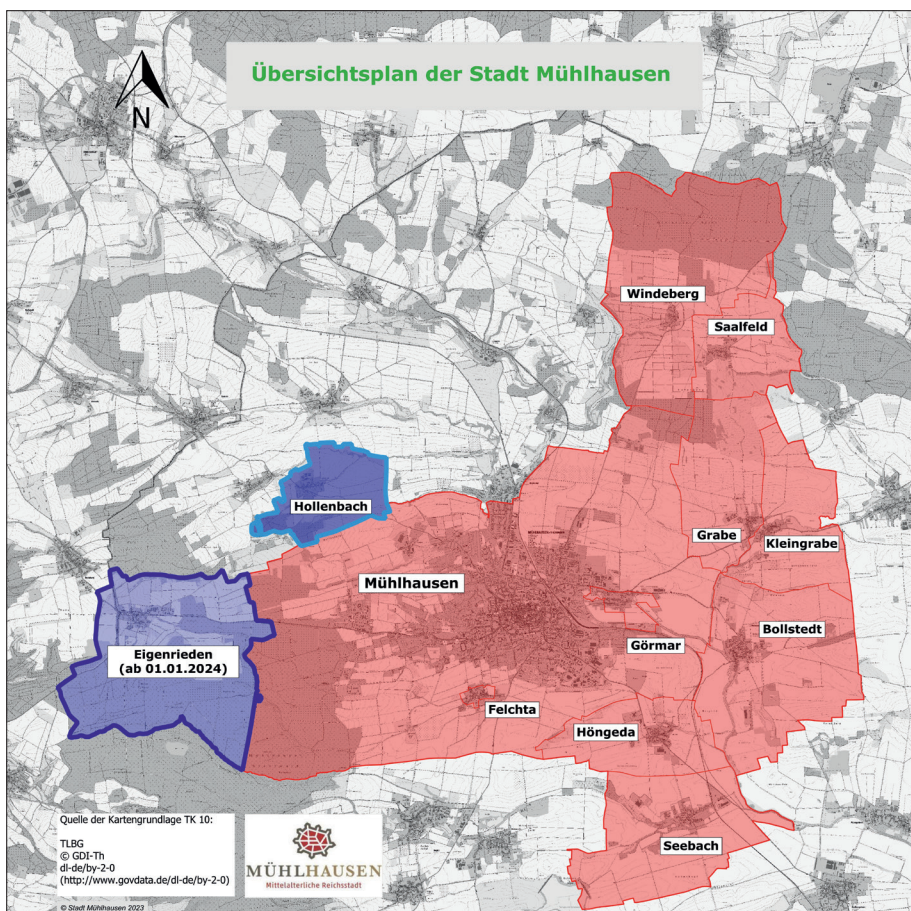 Übersichtsplan der Stadt Mühlhausen
N
Windeberg
Saalfeld
Hollenbach
Grabe
Kleingrabe
Mühlhausen
Bollstedt
Görmar
Eigenrieden
(ab 01.01.2024)
Felchta
Höngeda
Seebach
Quelle der Kartengrundlage TK 10:
TLBG
© GDI-Th
dl-de/by-2-0
(http://www.govdata.de/dl-de/by-2-0)
MÜHLHAUSEN
Mittelalterliche Reichsstadt
© Stadt Mühlhausen 2023